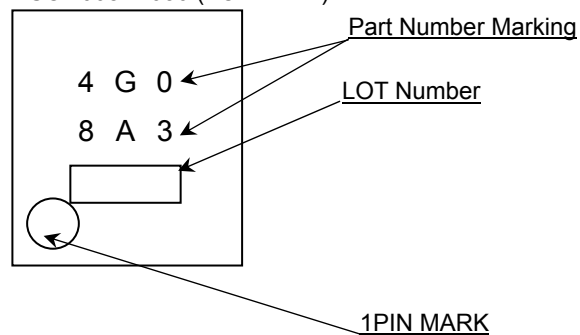 Part Number Marking
4 G 0
LOT Number
8 A 3
1PIN MARK